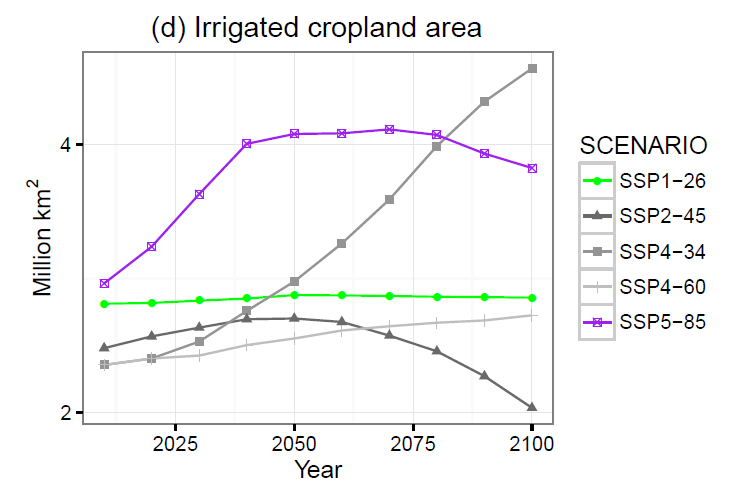 (d) Irrigated cropland area
Million km²
4
2
2025 2050 2075 2100
Year
SCENARIO
SSP1−26
SSP2−45
SSP4−34
SSP4−60
SSP5−85